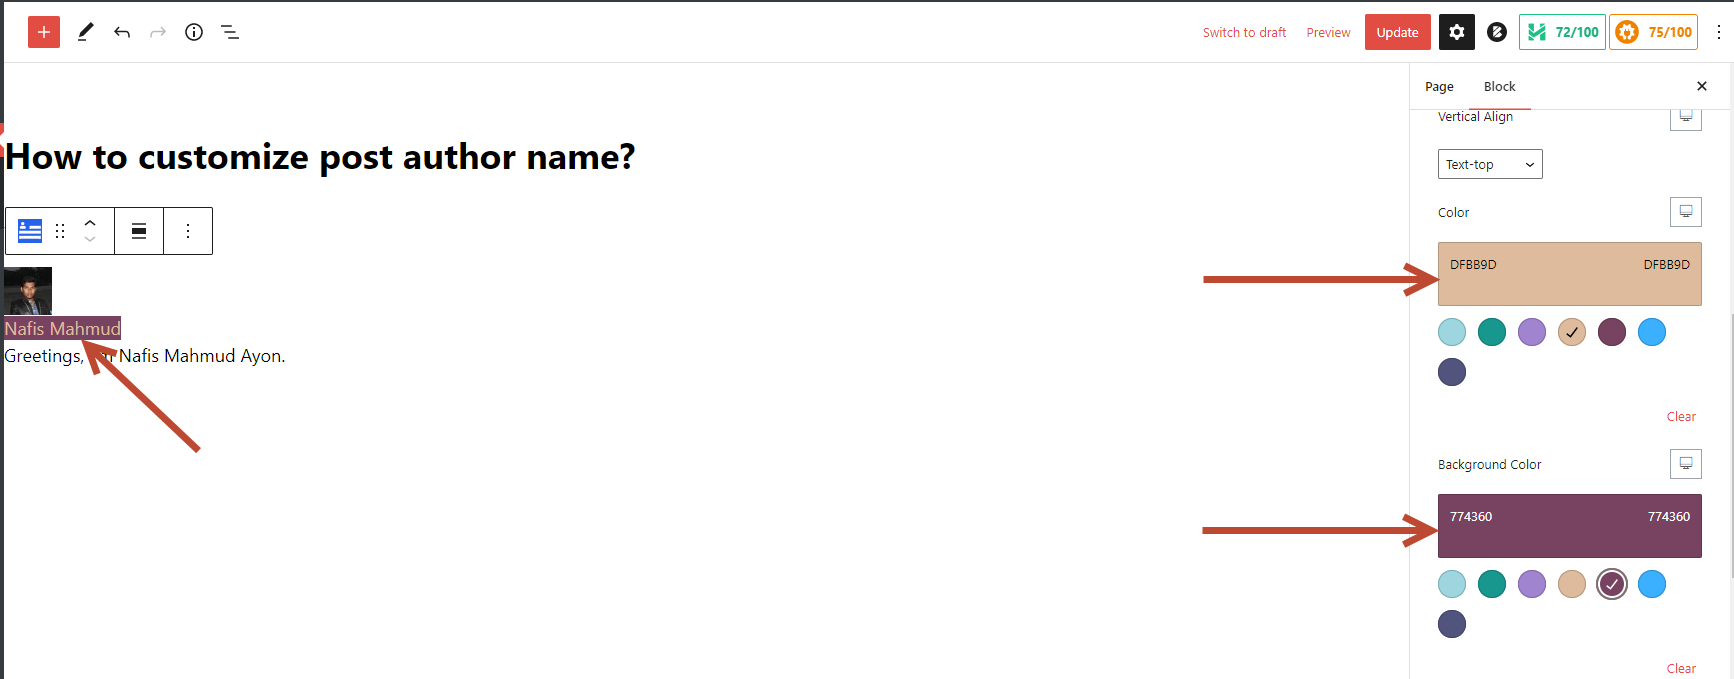 Switch to draft Preview Update 72/100 75/100
Page Block
Vertical Align
How to customize post author name?
Text-top
Color
DFBB9D DFBB9D
Nafis Mahmud
Greetings, Nafis Mahmud Ayon.
Clear
Background Color
774360 774360
Clear